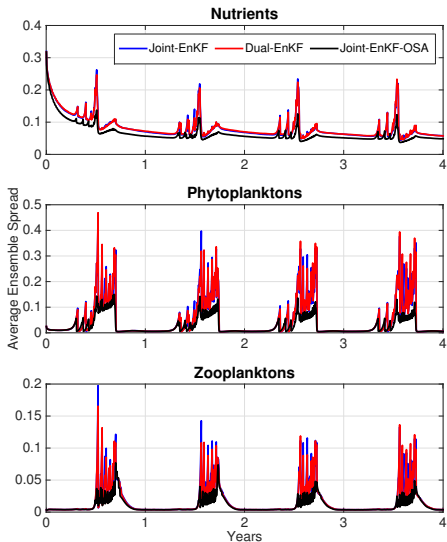 Nutrients
0.4
0.3
0.2
0.1
0
Joint-EnKF
Dual-EnKF
Joint-EnKF-OSA
0 1 2 3 4
Average Ensemble Spread
Phytoplanktons
0.5
0.4
0.3
0.2
0.1
0
0 1 2 3 4
Zooplanktons
0.2
0.15
0.1
0.05
0
0 1 2 3 4
Years